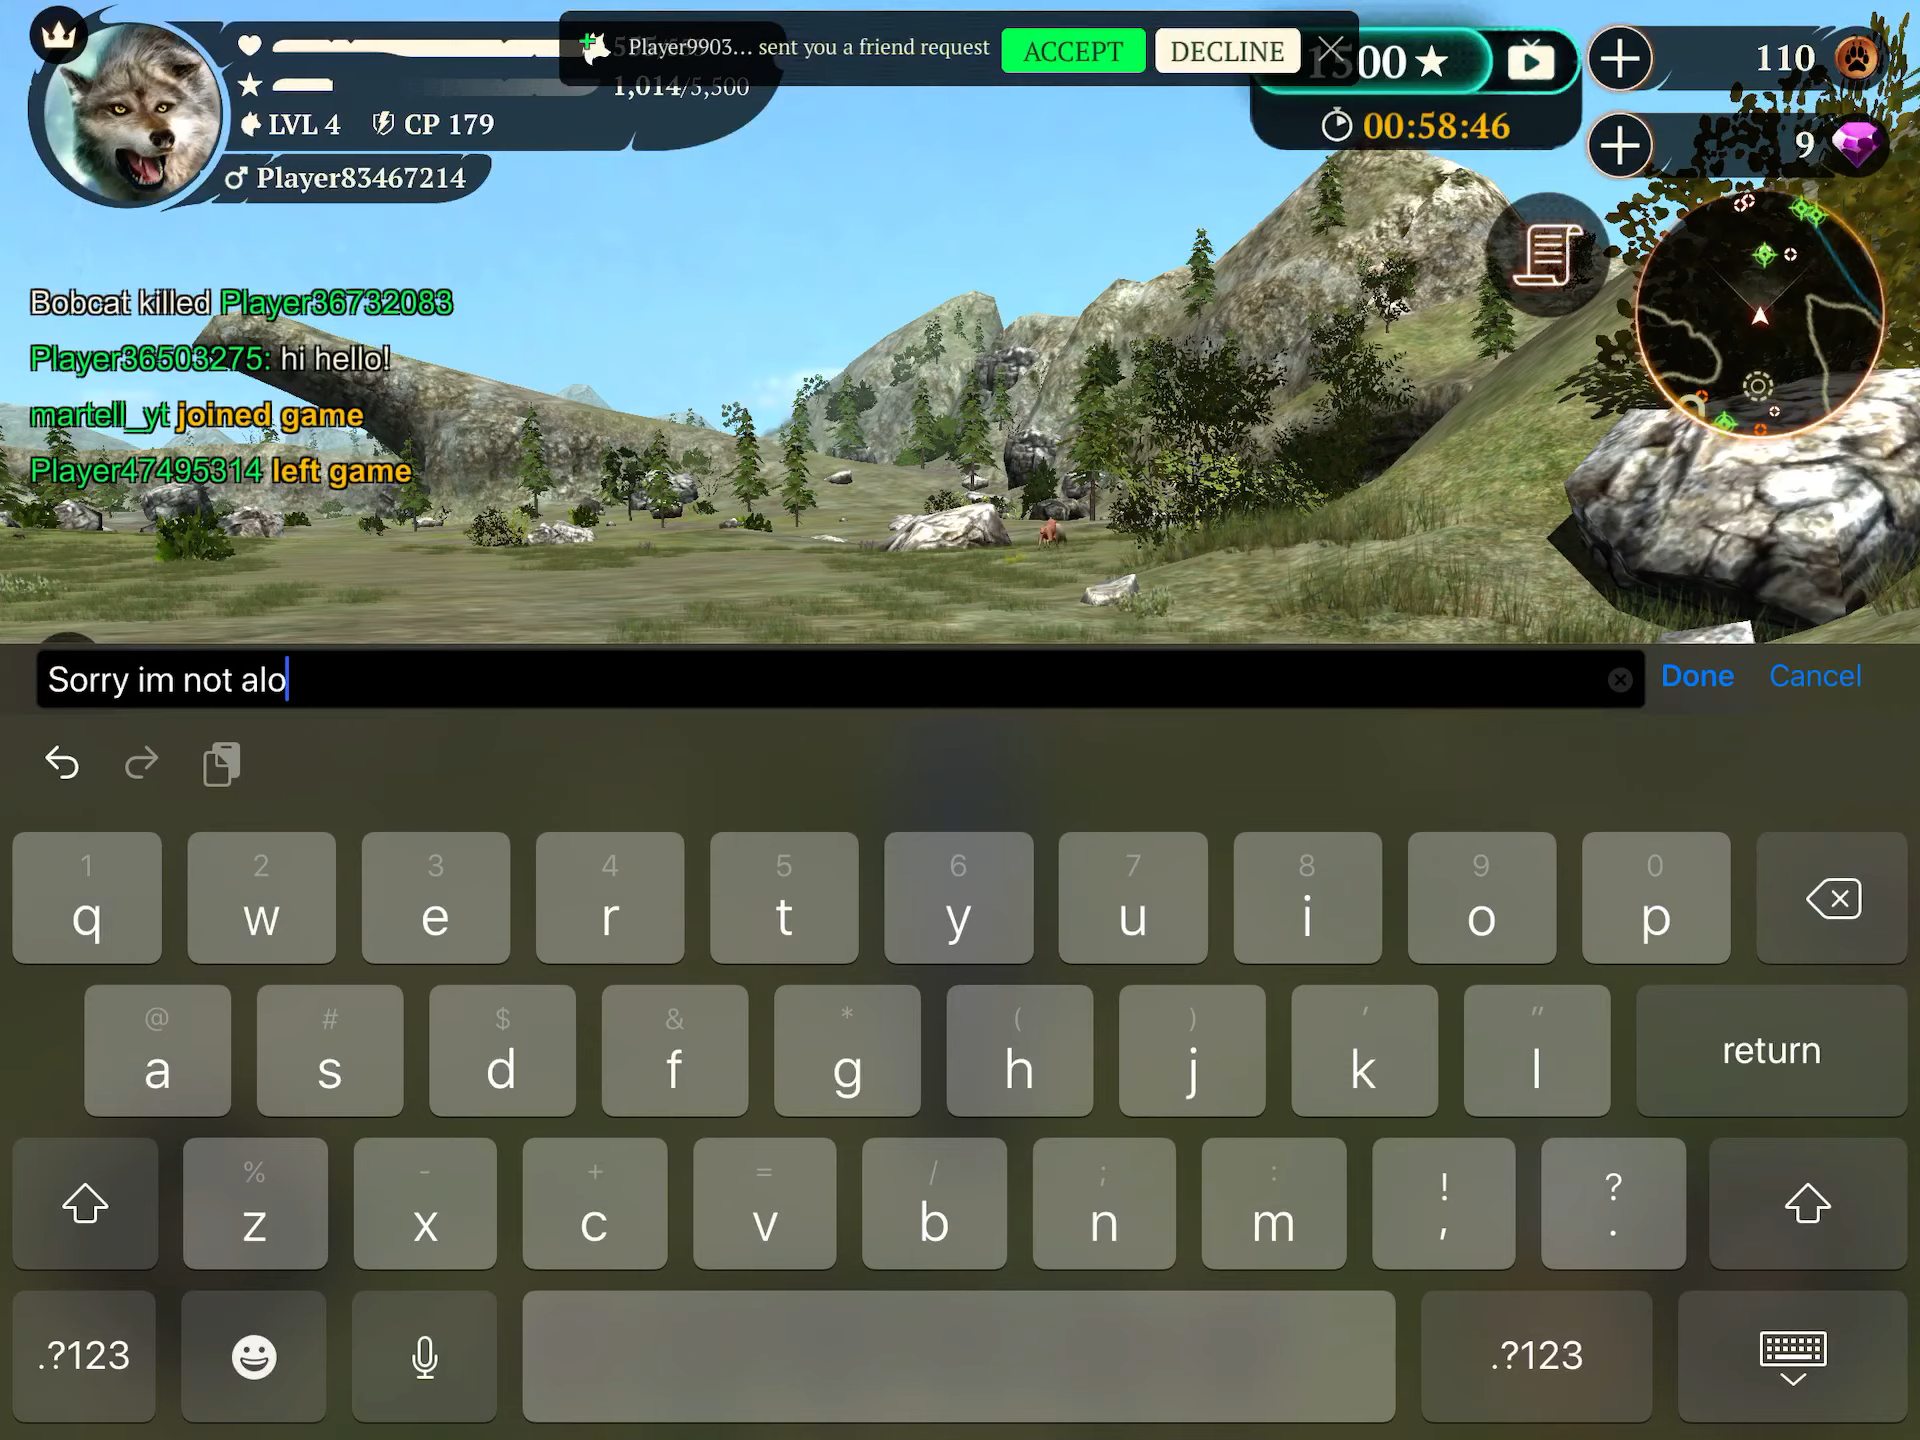 Player9903... sent you a friend request ACCEPT DECLINE
1,014/5,500
LVL 4 CP 179
Player83467214
1500
00:58:46
110
9
Bobcat killed Player36732083
Player36503275: hi hello!
martell_yt joined game
Player47495314 left game
Sorry im not alo
Done Cancel
1 2 3 4 5 6 7 8 9 0
q w e r t y u i o p
@ # $ & * ( ) ' "
a s d f g h j k l return
% - + = / ; : ! ?
z x c v b n m , .
.?123 .?123